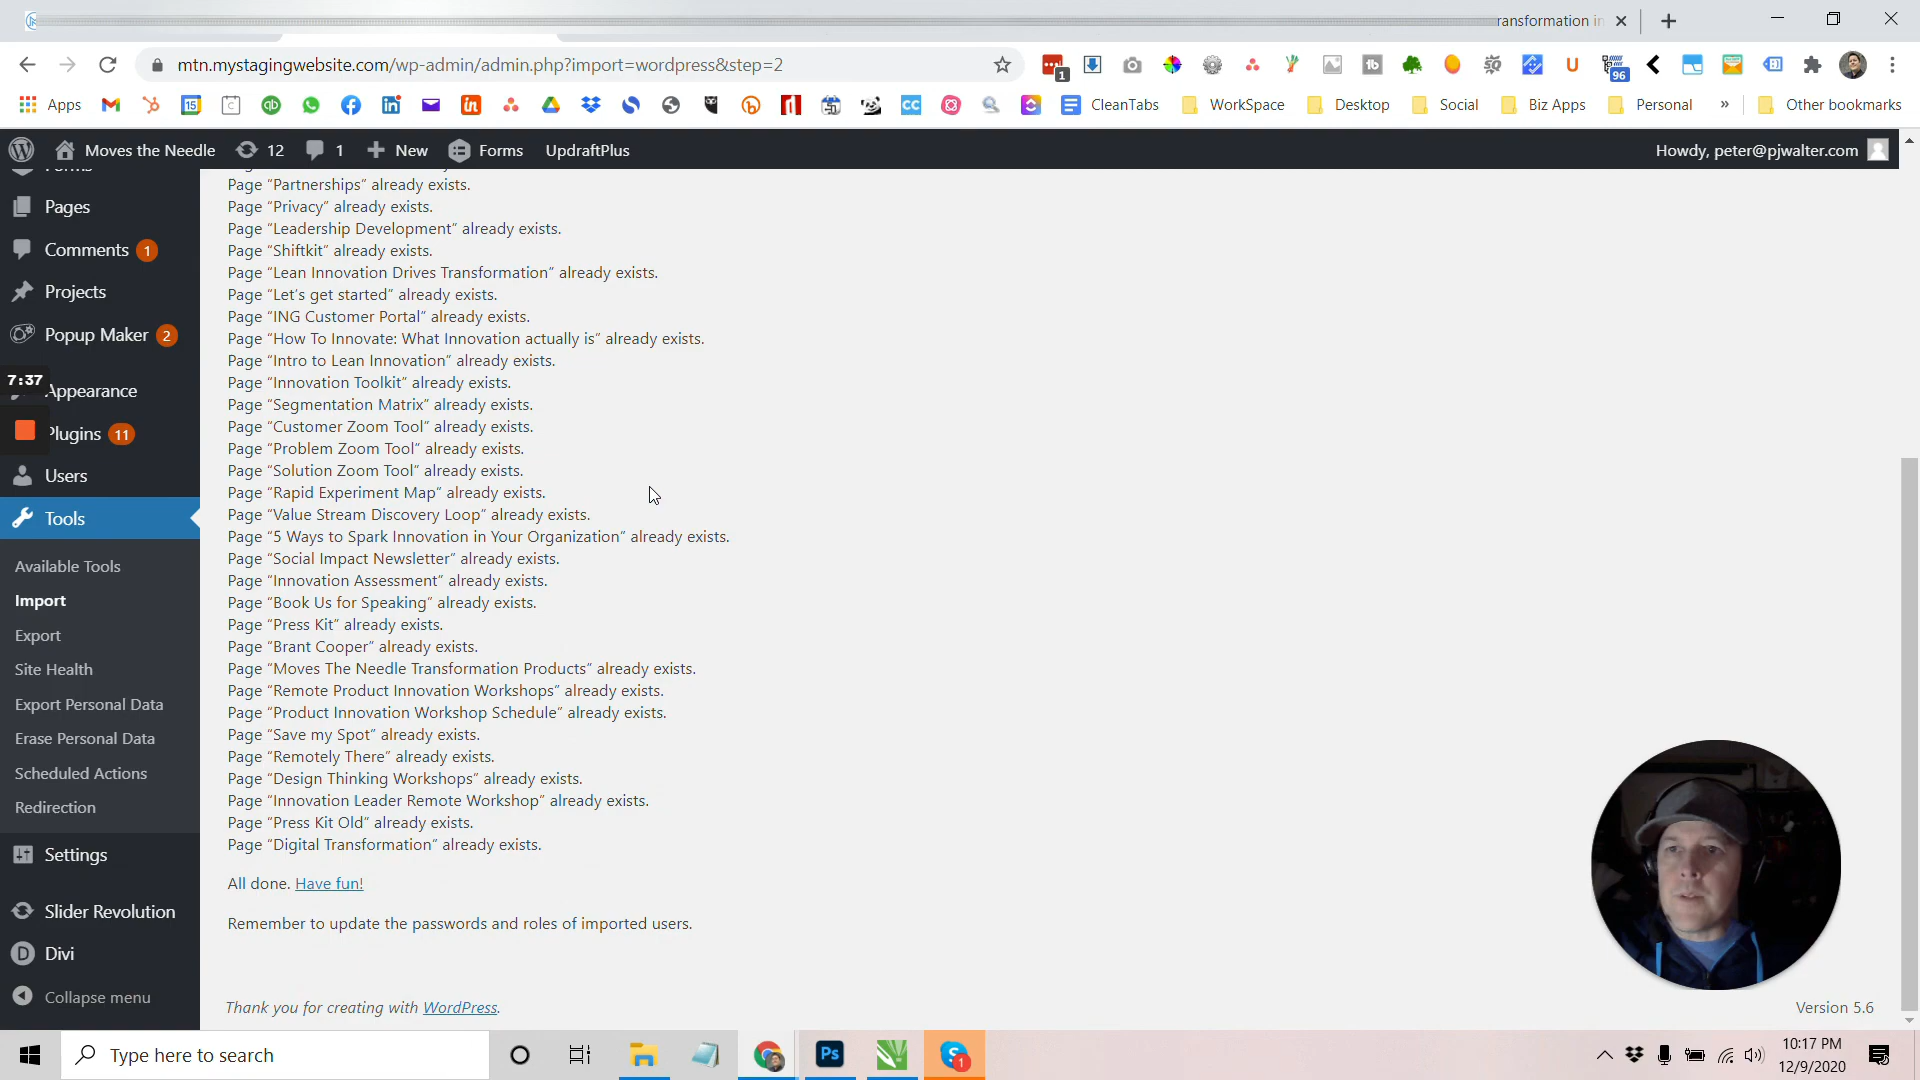 ransformation in
mtn.mystagingwebsite.com/wp-admin/admin.php?import=wordpress&step=2
1
96
Apps
15
CleanTabs
WorkSpace
Desktop
Social
Biz Apps
Personal
»
Other bookmarks
Moves the Needle
12
1
New
Forms
UpdraftPlus
Howdy, peter@pjwalter.com
Pages
Comments 1
Projects
Popup Maker 2
7:37
Appearance
Plugins 11
Users
Tools
Available Tools
Import
Export
Site Health
Export Personal Data
Erase Personal Data
Scheduled Actions
Redirection
Settings
Slider Revolution
Divi
Collapse menu
Page “Partnerships” already exists.
Page “Privacy” already exists.
Page “Leadership Development” already exists.
Page “Shiftkit” already exists.
Page “Lean Innovation Drives Transformation” already exists.
Page “Let’s get started” already exists.
Page “ING Customer Portal” already exists.
Page “How To Innovate: What Innovation actually is” already exists.
Page “Intro to Lean Innovation” already exists.
Page “Innovation Toolkit” already exists.
Page “Segmentation Matrix” already exists.
Page “Customer Zoom Tool” already exists.
Page “Problem Zoom Tool” already exists.
Page “Solution Zoom Tool” already exists.
Page “Rapid Experiment Map” already exists.
Page “Value Stream Discovery Loop” already exists.
Page “5 Ways to Spark Innovation in Your Organization” already exists.
Page “Social Impact Newsletter” already exists.
Page “Innovation Assessment” already exists.
Page “Book Us for Speaking” already exists.
Page “Press Kit” already exists.
Page “Brant Cooper” already exists.
Page “Moves The Needle Transformation Products” already exists.
Page “Remote Product Innovation Workshops” already exists.
Page “Product Innovation Workshop Schedule” already exists.
Page “Save my Spot” already exists.
Page “Remotely There” already exists.
Page “Design Thinking Workshops” already exists.
Page “Innovation Leader Remote Workshop” already exists.
Page “Press Kit Old” already exists.
Page “Digital Transformation” already exists.
All done. Have fun!
Remember to update the passwords and roles of imported users.
Thank you for creating with WordPress.
Version 5.6
Type here to search
Ps
1
10:17 PM
12/9/2020